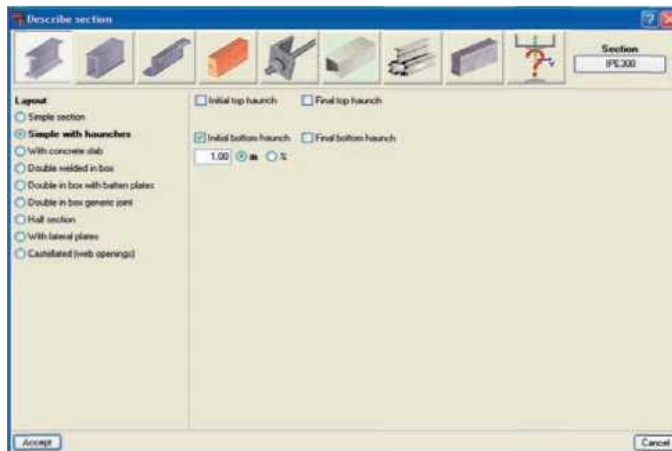 Describe section
Section
IPE300
Layout
Simple section
Simple with haunches
With concrete slab
Double welded in box
Double in box with batten plates
Double in box generic joint
Half section
With lateral plates
Castellated (web openings)
Initial top haunch
Final top haunch
Initial bottom haunch
Final bottom haunch
1.00 m %
Accept
Cancel